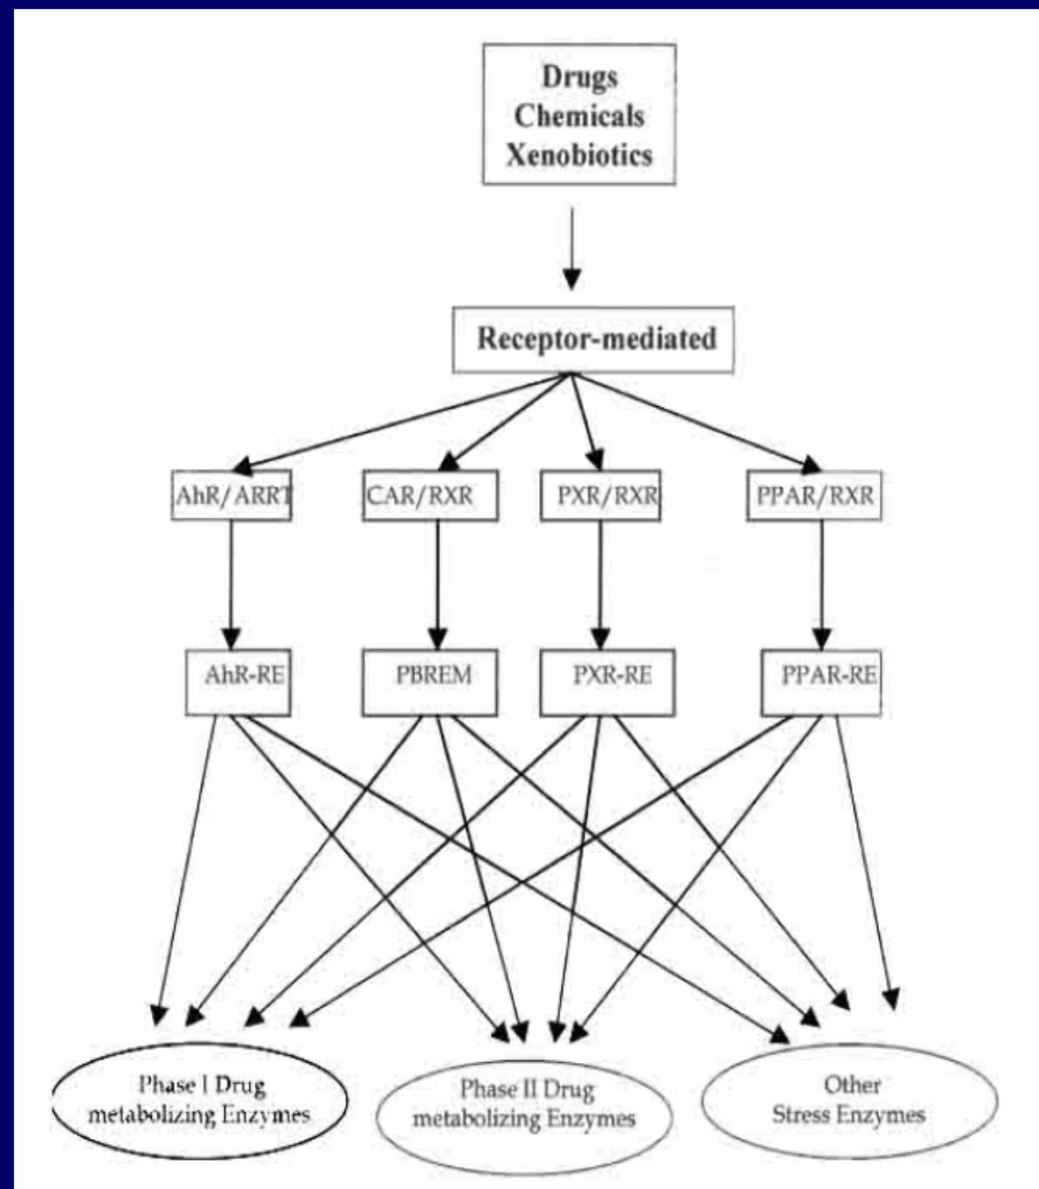 Drugs
Chemicals
Xenobiotics
Receptor-mediated
AhR/ARRT
CAR/RXR
PXR/RXR
PPAR/RXR
AhR-RE
PBREM
PXR-RE
PPAR-RE
Phase I Drug
metabolizing Enzymes
Phase II Drug
metabolizing Enzymes
Other
Stress Enzymes